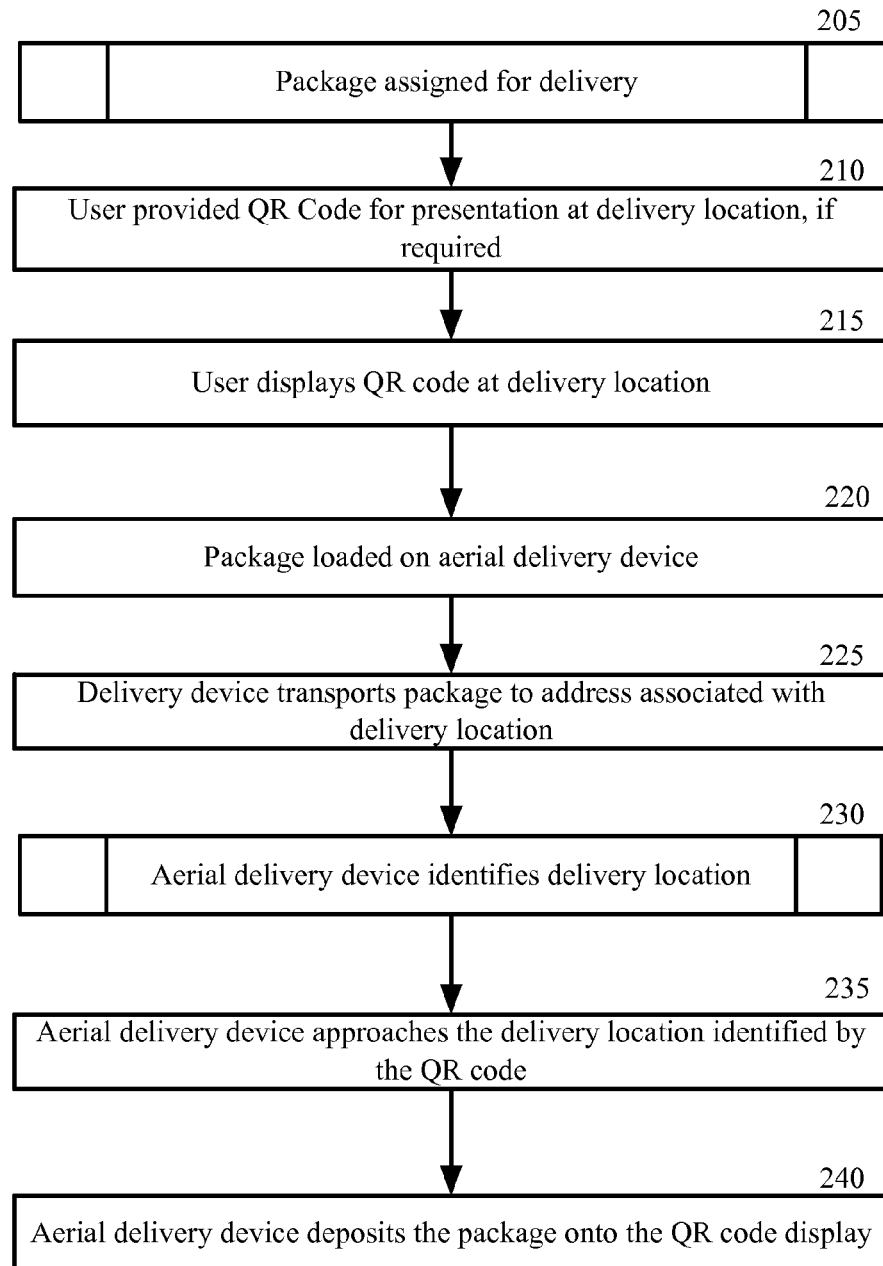 205
Package assigned for delivery
210
User provided QR Code for presentation at delivery location, if
required
215
User displays QR code at delivery location
220
Package loaded on aerial delivery device
225
Delivery device transports package to address associated with
delivery location
230
Aerial delivery device identifies delivery location
235
Aerial delivery device approaches the delivery location identified by
the QR code
240
Aerial delivery device deposits the package onto the QR code display